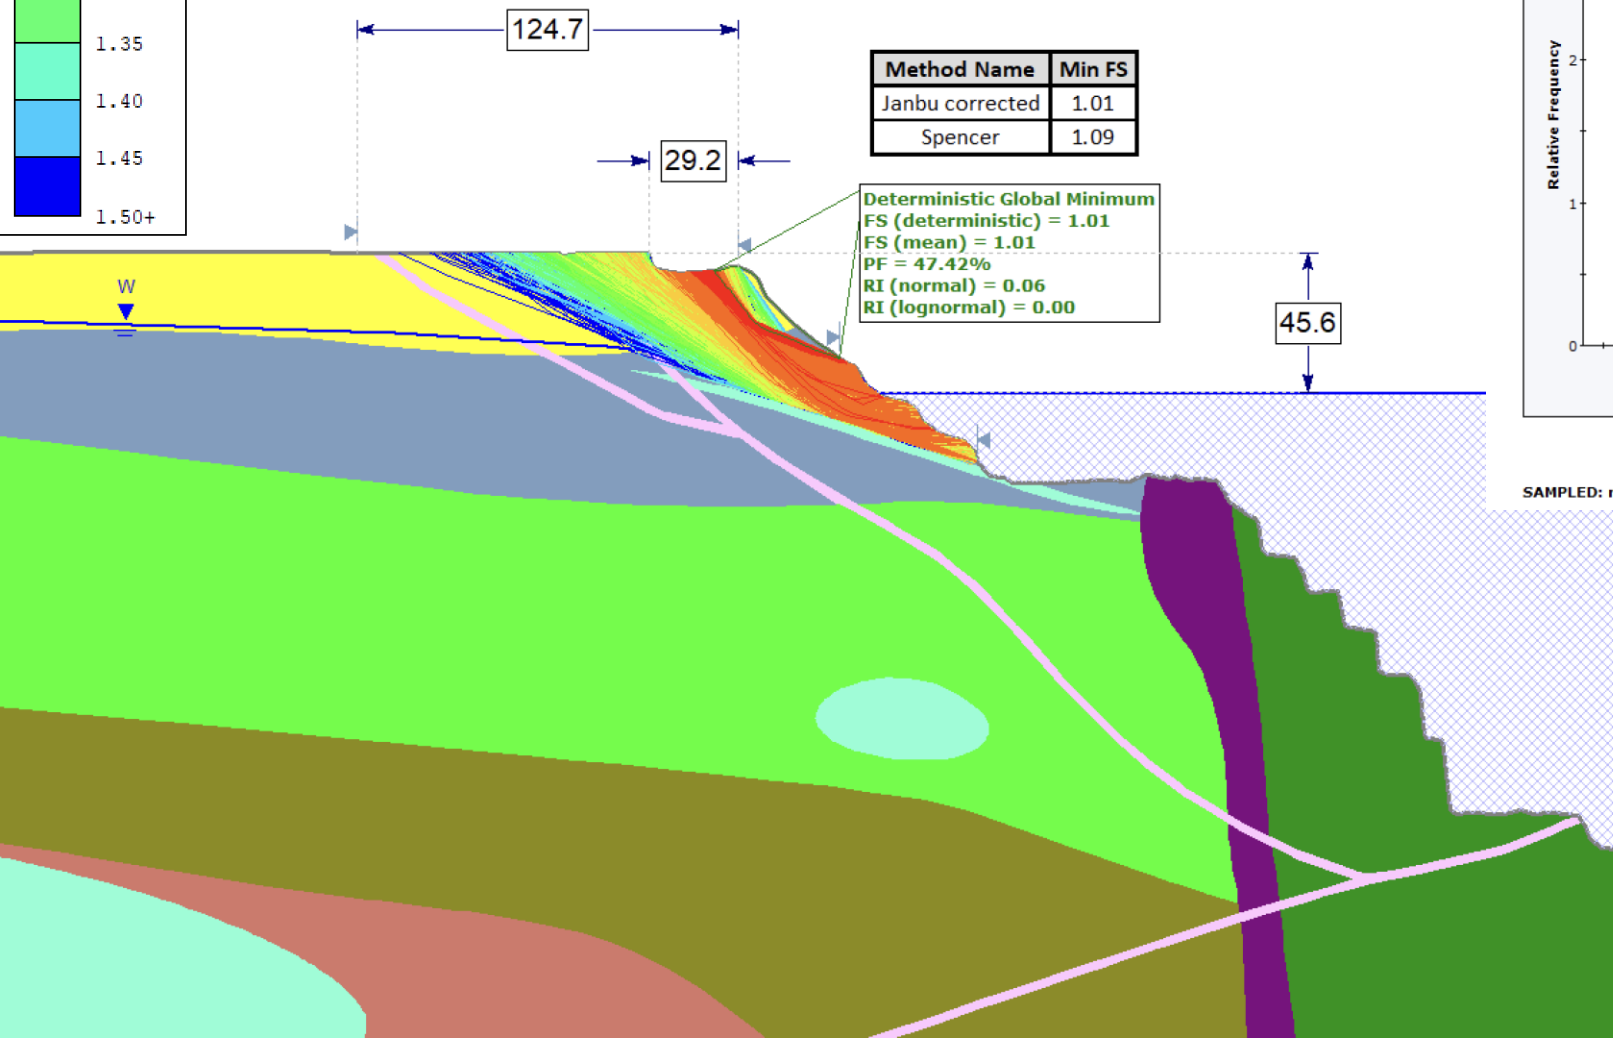 1.35
1.40
1.45
1.50+
124.7
29.2
Method Name Min FS
Janbu corrected 1.01
Spencer 1.09
Deterministic Global Minimum
FS (deterministic) = 1.01
FS (mean) = 1.01
PF = 47.42%
RI (normal) = 0.06
RI (lognormal) = 0.00
W
45.6
Relative Frequency
2
1
0
SAMPLED: